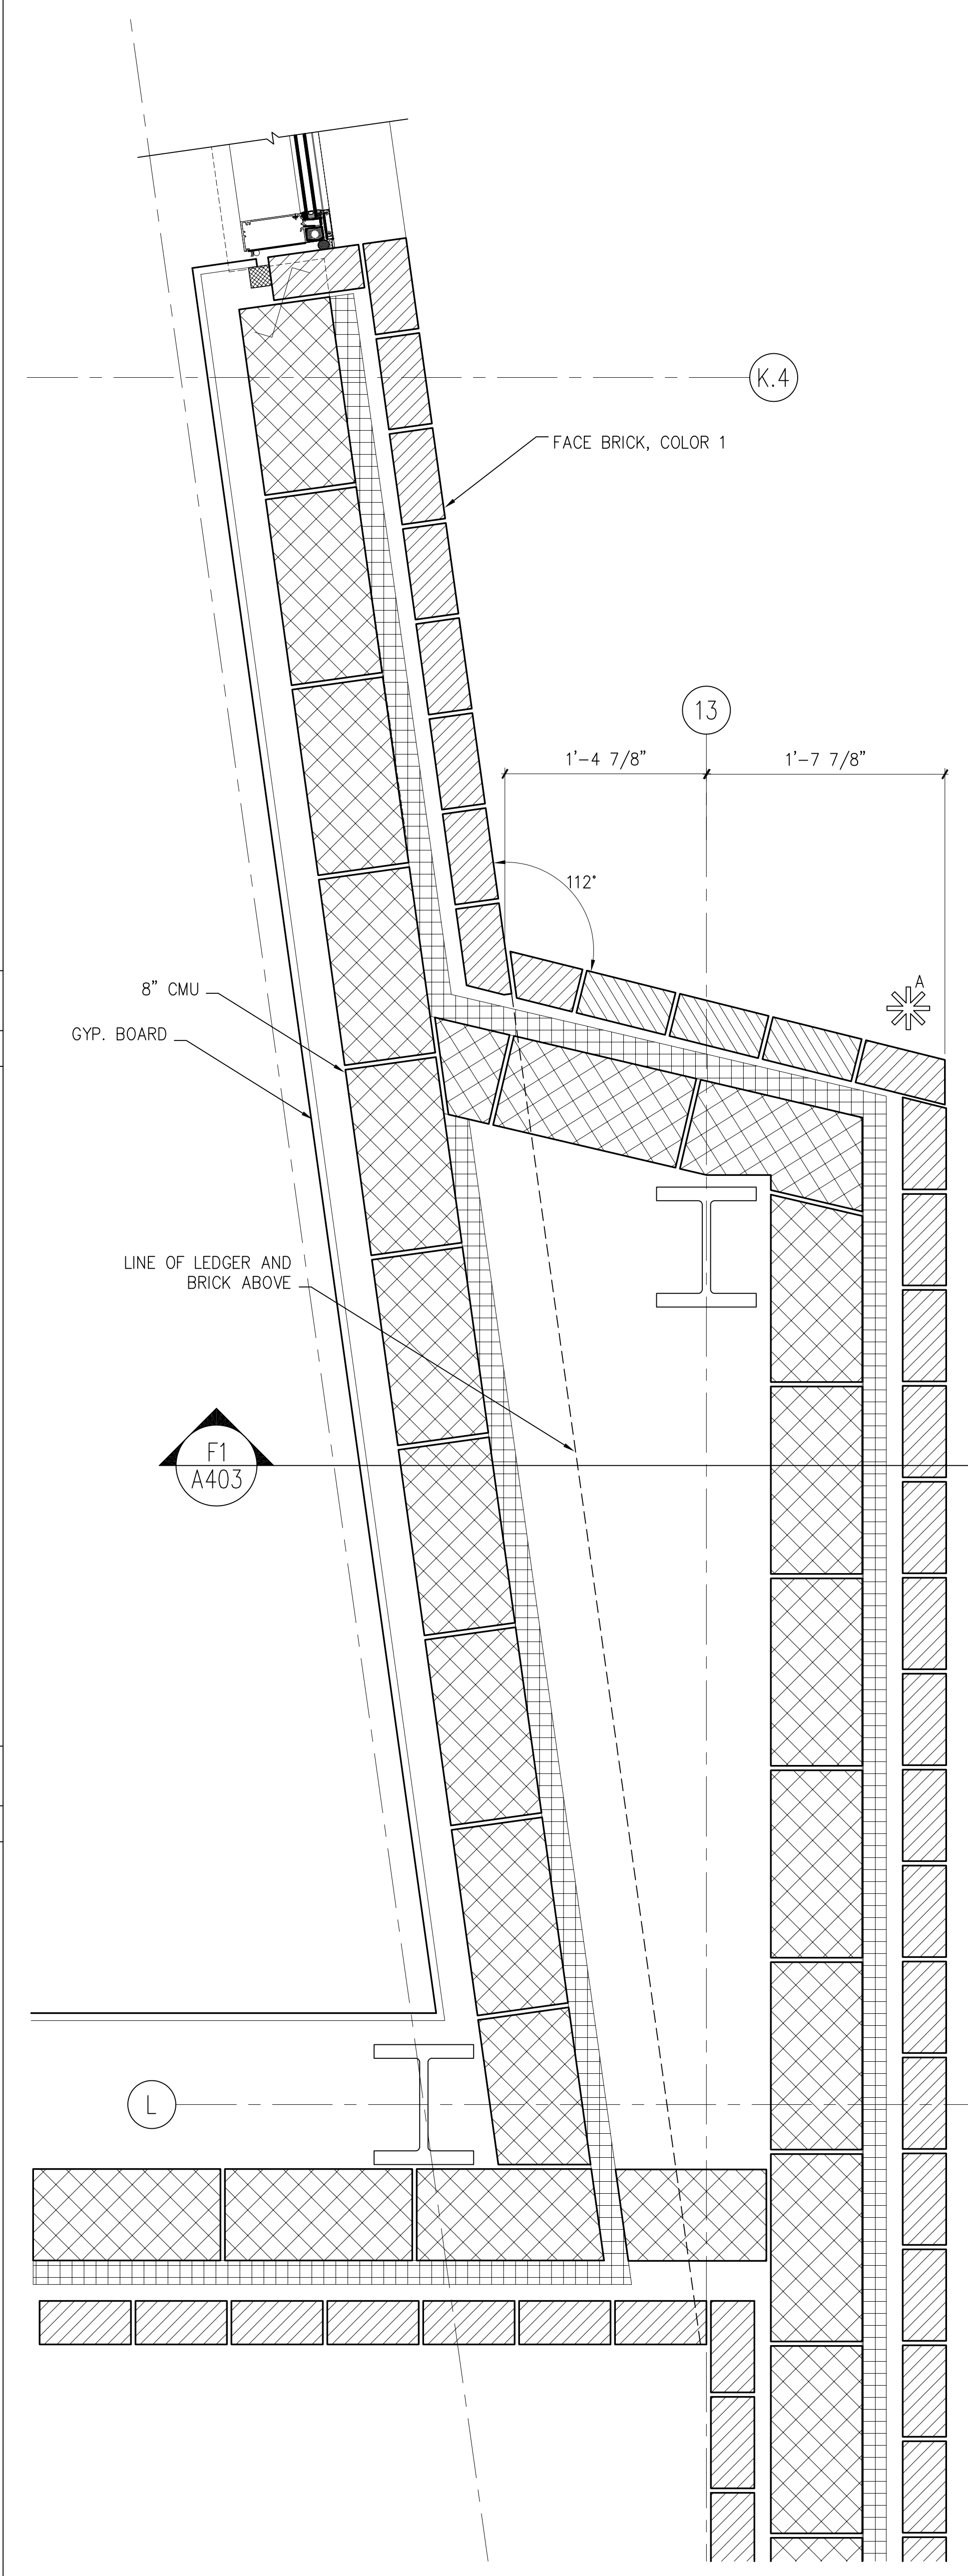 K.4
FACE BRICK, COLOR 1
13
1'-4 7/8"
1'-7 7/8"
112°
A
8" CMU
GYP. BOARD
LINE OF LEDGER AND
BRICK ABOVE
F1
A403
L